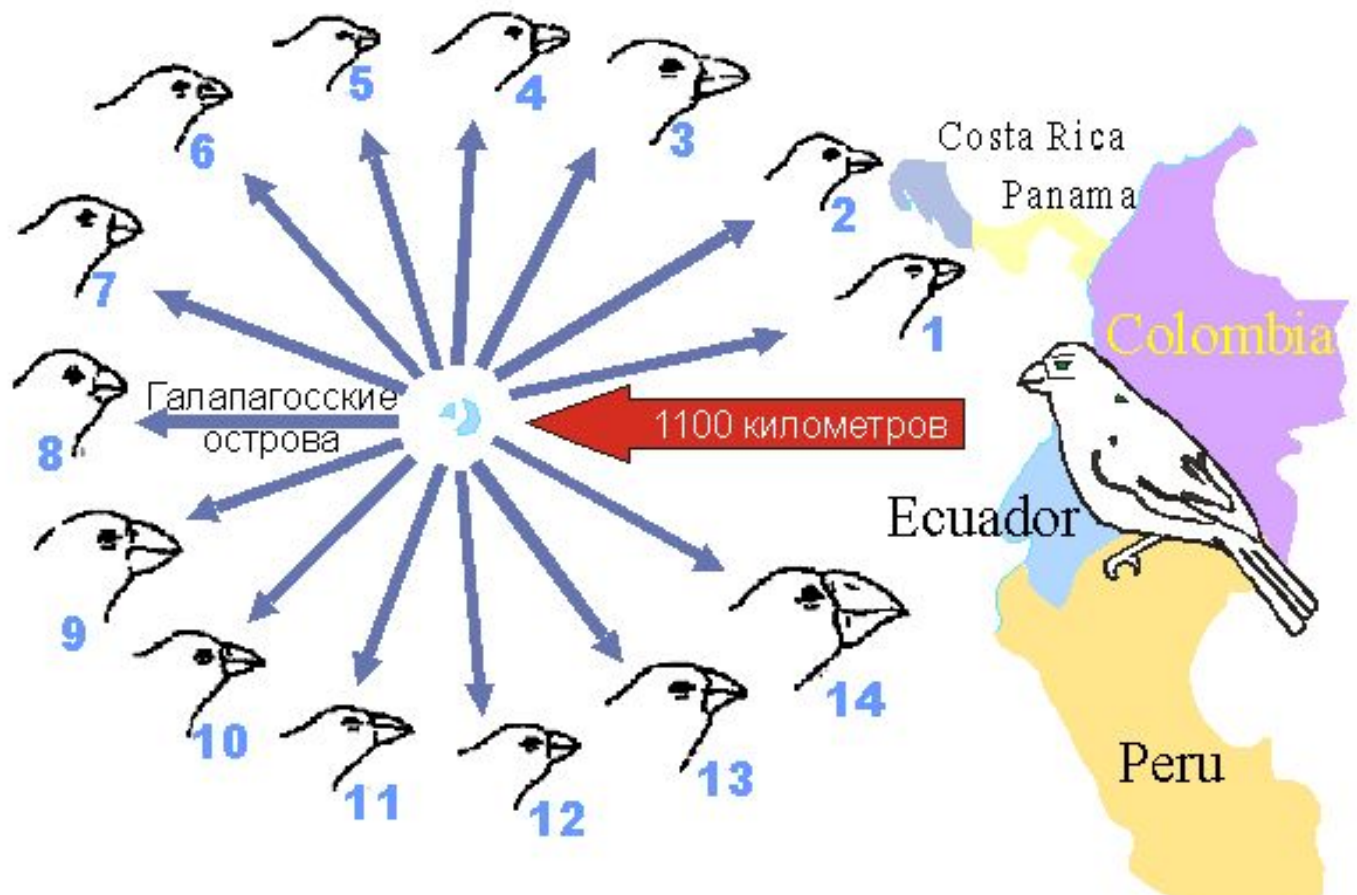 5
4
3
6
2
Costa Rica
Panama
7
1
Colombia
Галапагосские
острова
1100 километров
8
Ecuador
9
14
10
13
11
12
Peru